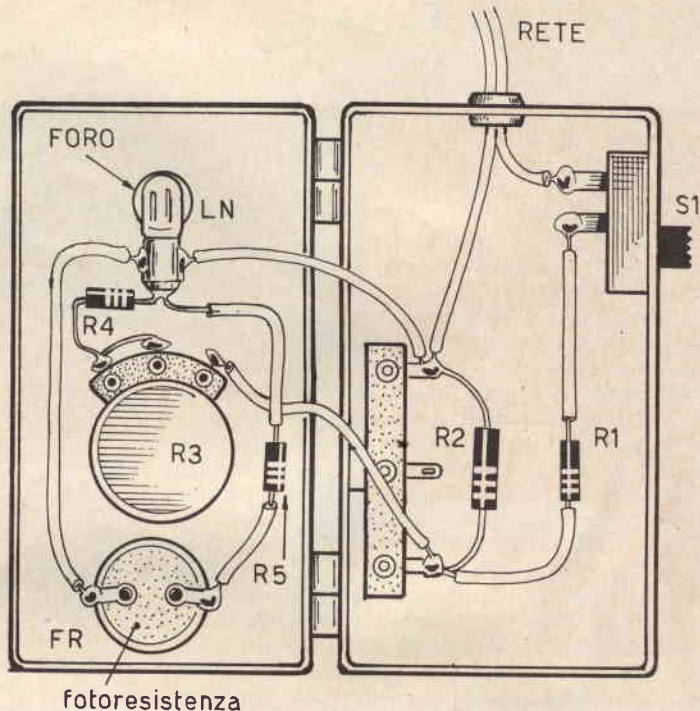 RETE
FORO
LN
S1
R4
R3
R2
R1
R5
FR
fotoresistenza